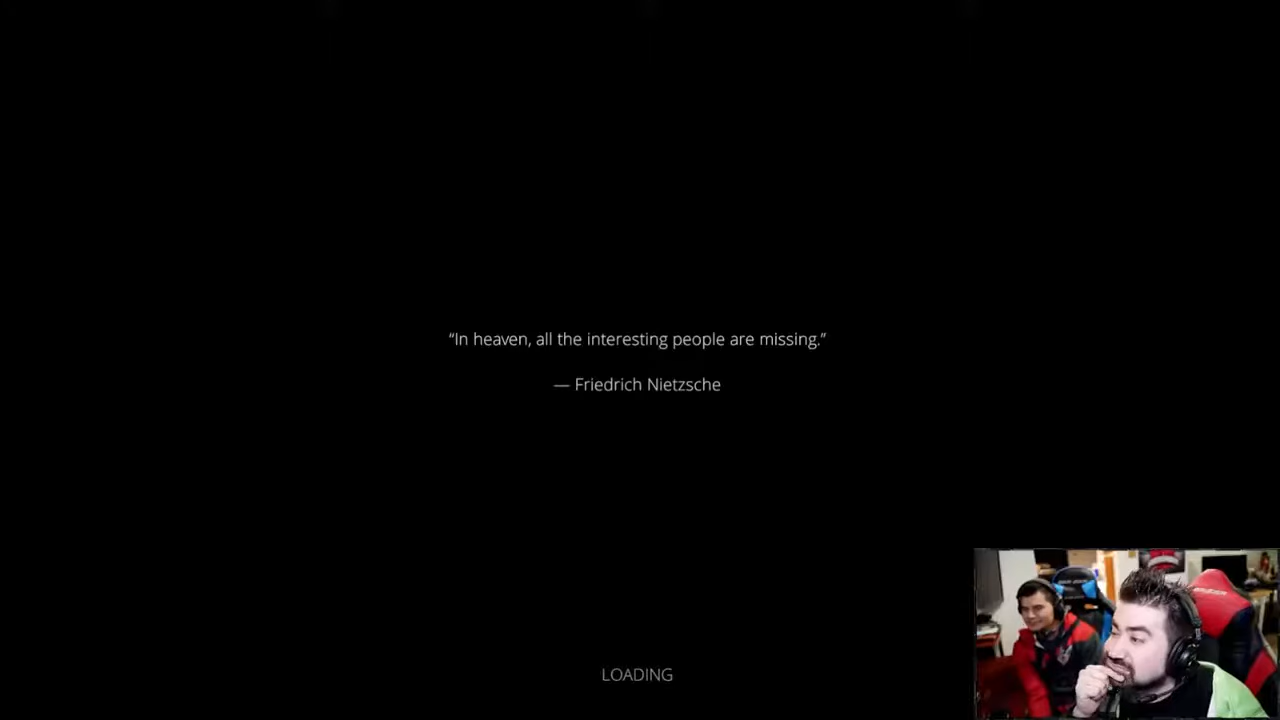 “In heaven, all the interesting people are missing.”
— Friedrich Nietzsche
LOADING